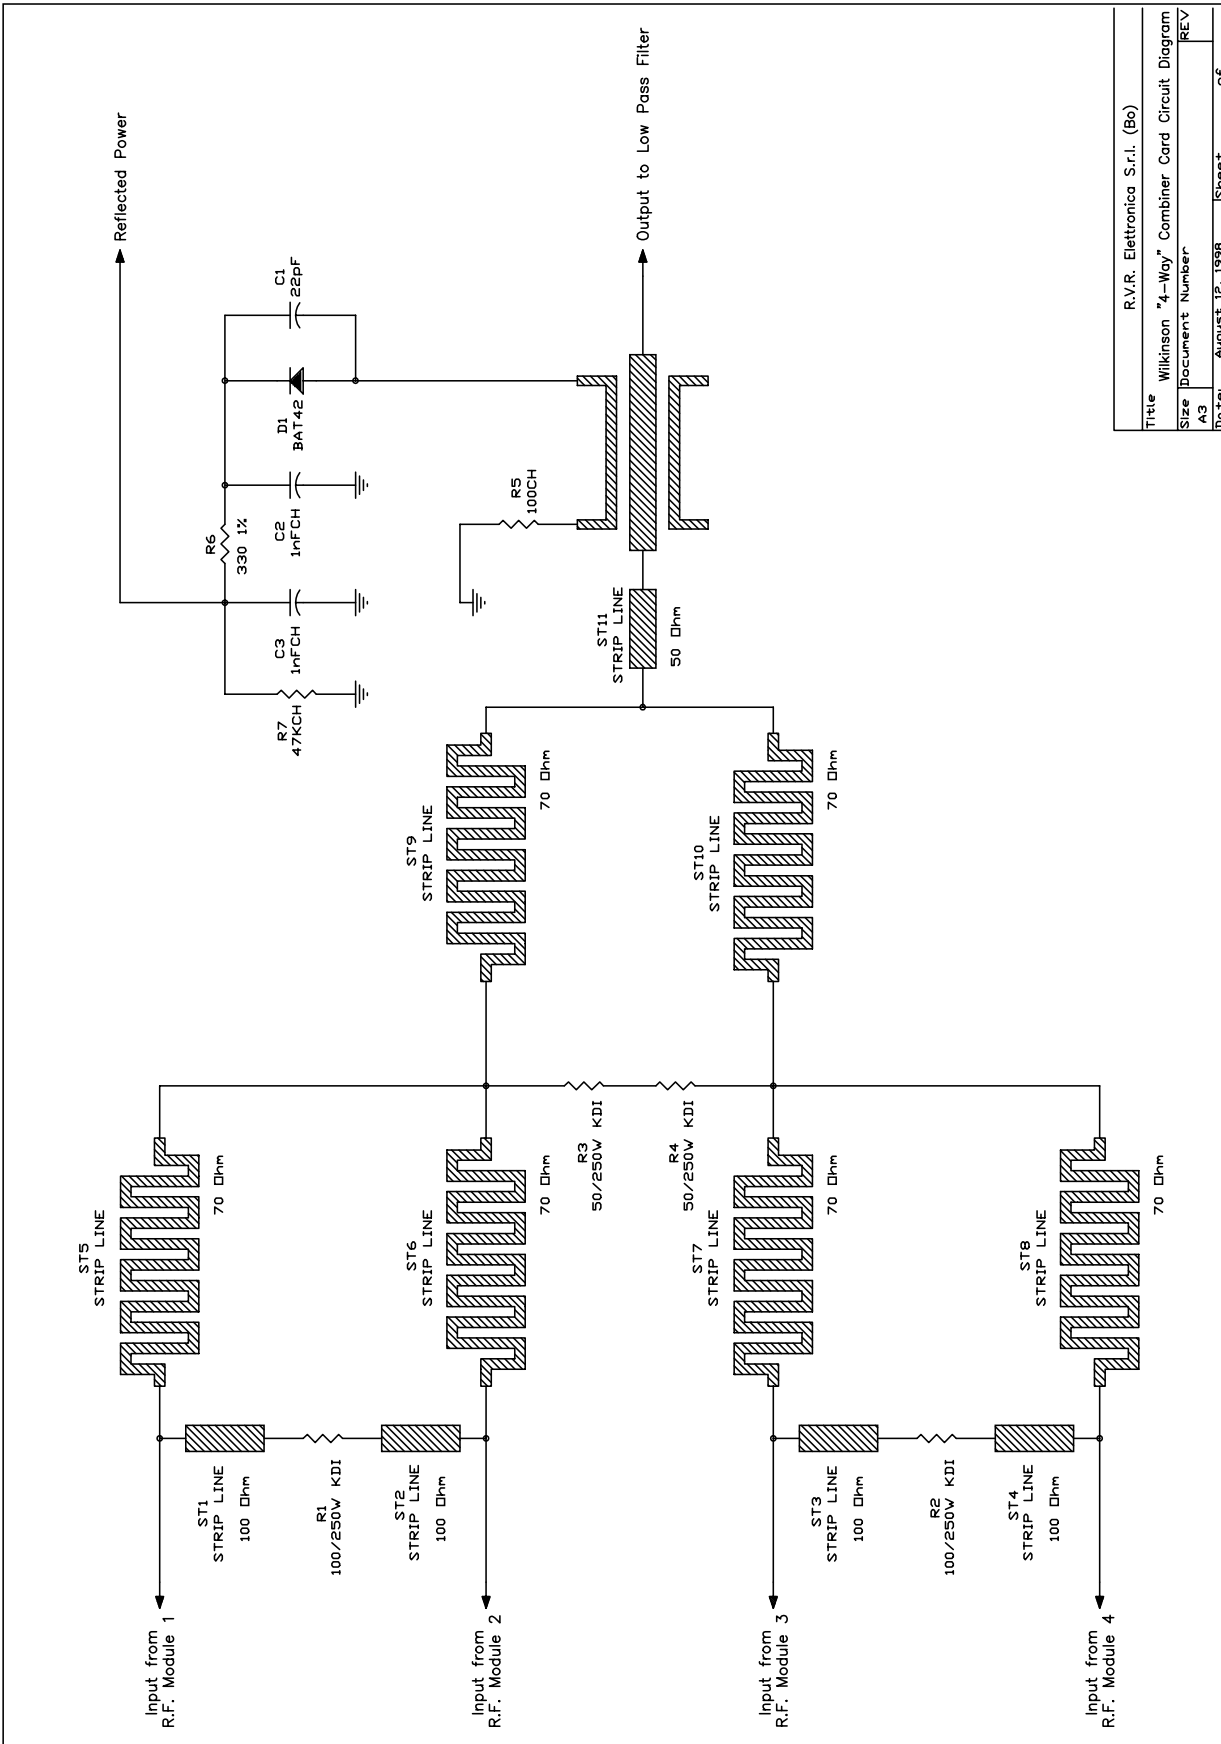 Reflected Power
C1
22pF
D1
BAT42
R6
330 1%
C2
1nFCH
C3
1nFCH
R7
47KCH
R5
100CH
Output to Low Pass Filter
ST11
STRIP LINE
50 Ohm
ST9
STRIP LINE
70 Ohm
ST10
STRIP LINE
70 Ohm
ST5
STRIP LINE
70 Ohm
ST6
STRIP LINE
70 Ohm
R3
50/250W KDI
R4
50/250W KDI
ST7
STRIP LINE
70 Ohm
ST8
STRIP LINE
70 Ohm
ST1
STRIP LINE
100 Ohm
R1
100/250W KDI
ST2
STRIP LINE
100 Ohm
ST3
STRIP LINE
100 Ohm
R2
100/250W KDI
ST4
STRIP LINE
100 Ohm
Input from
R.F. Module 1
Input from
R.F. Module 2
Input from
R.F. Module 3
Input from
R.F. Module 4
R.V.R. Elettronica S.r.l. (Bo)
Title
Wilkinson "4-Way" Combiner Card Circuit Diagram
Size Document Number REV
A3
Date: August 12, 1998 Sheet of